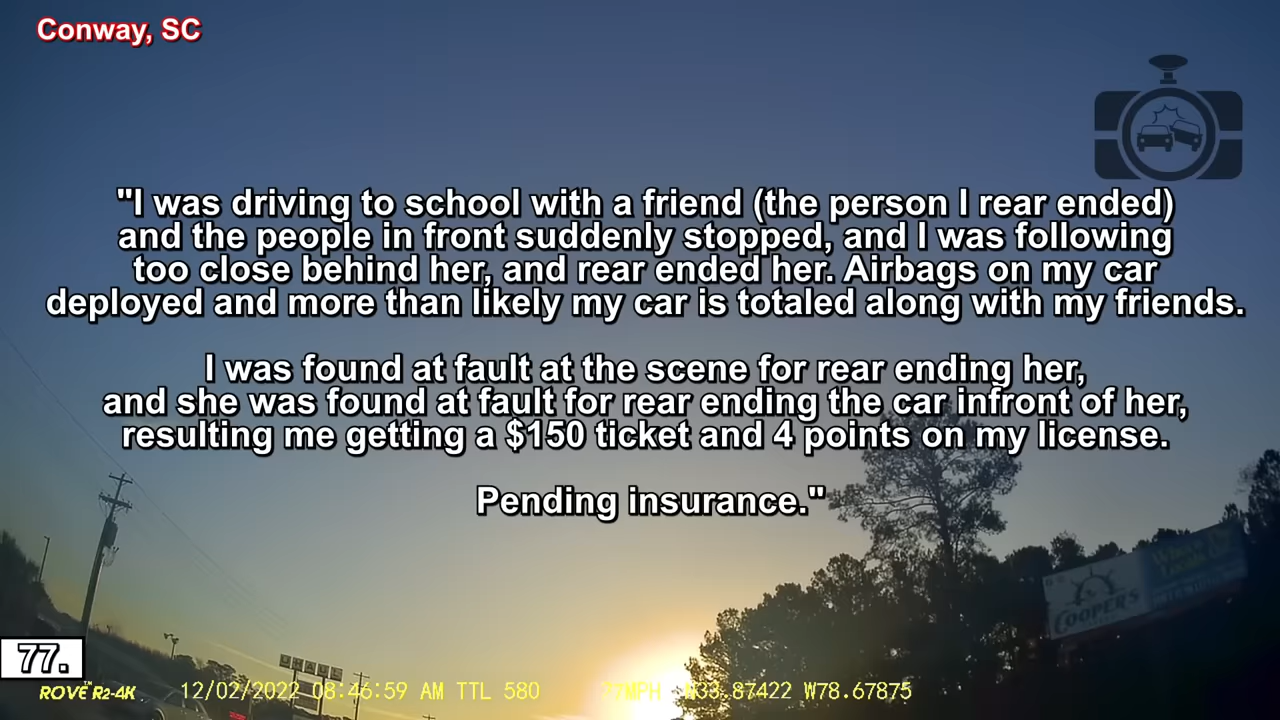 Conway, SC
"I was driving to school with a friend (the person I rear ended)
and the people in front suddenly stopped, and I was following
too close behind her, and rear ended her. Airbags on my car
deployed and more than likely my car is totaled along with my friends.
I was found at fault at the scene for rear ending her,
and she was found at fault for rear ending the car infront of her,
resulting me getting a $150 ticket and 4 points on my license.
Pending insurance."
COOPER'S
77.
ROVE™ R2-4K 12/02/2022 08:46:59 AM TTL 580 77MPH N33.87422 W78.67875